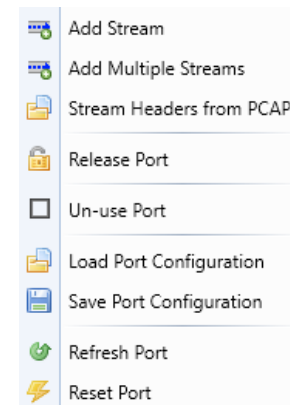 Add Stream
Add Multiple Streams
Stream Headers from PCAP
Release Port
Un-use Port
Load Port Configuration
Save Port Configuration
Refresh Port
Reset Port